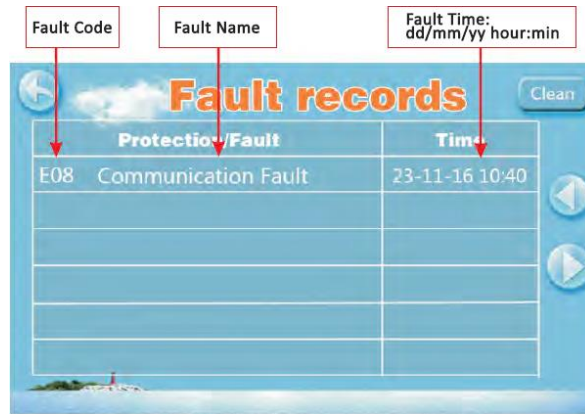 Fault Code
Fault Name
Fault Time:
dd/mm/yy hour:min
Fault records
Clean
Protection/Fault Time
E08 Communication Fault 23-11-16 10:40